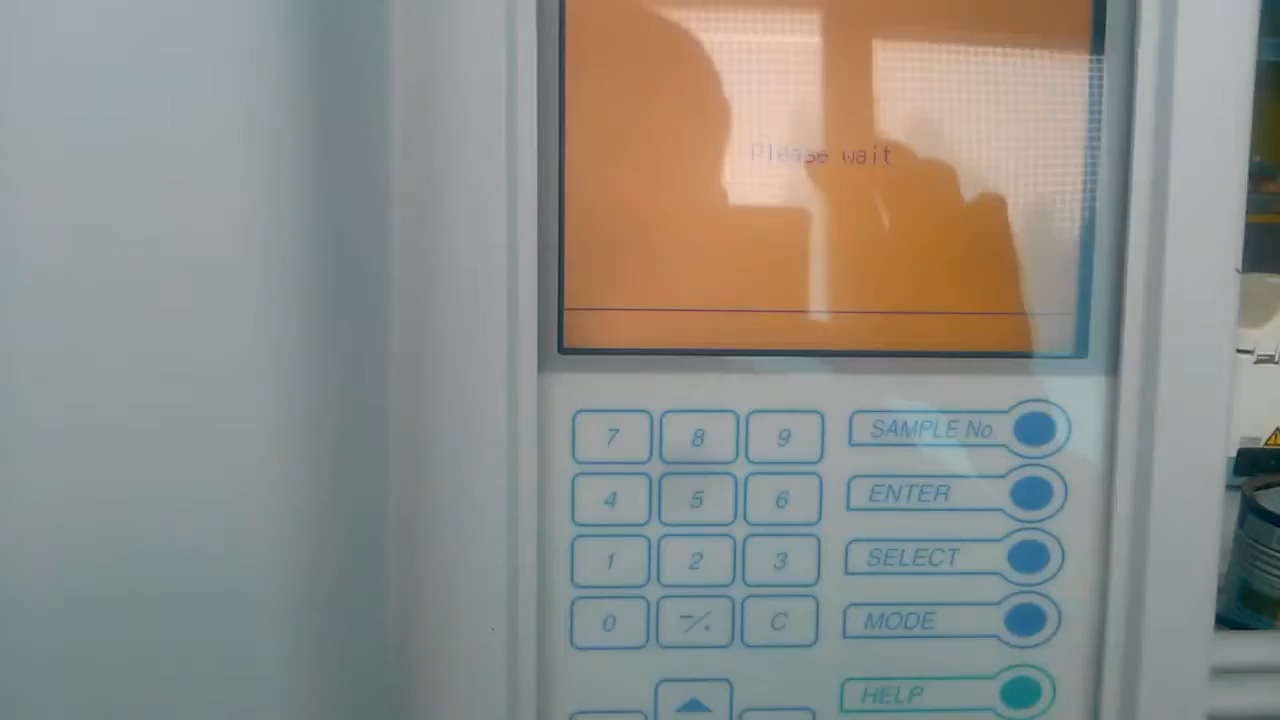 Please wait
7 8 9 SAMPLE No
4 5 6 ENTER
1 2 3 SELECT
0 -/. C MODE
HELP